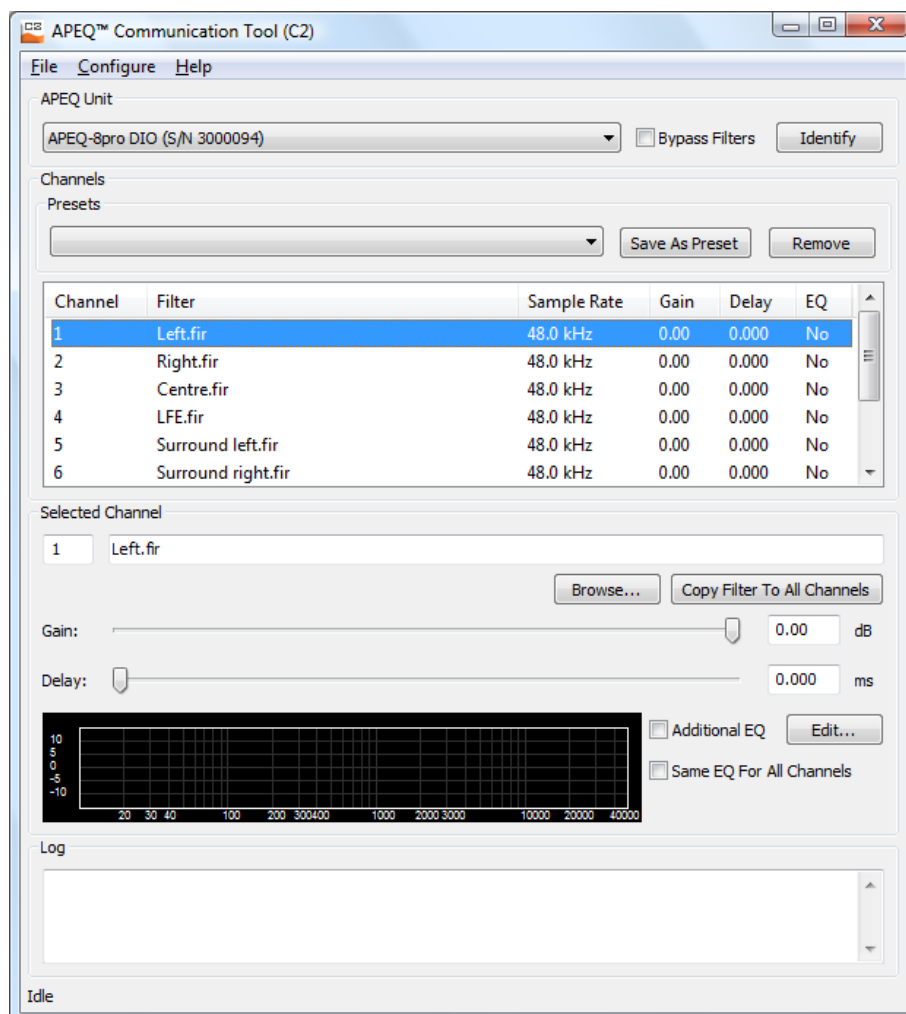 C2 APEQ™ Communication Tool (C2)
File Configure Help
APEQ Unit
APEQ-8pro DIO (S/N 3000094) Bypass Filters Identify
Channels
Presets
Save As Preset Remove
Channel Filter Sample Rate Gain Delay EQ
1 Left.fir 48.0 kHz 0.00 0.000 No
2 Right.fir 48.0 kHz 0.00 0.000 No
3 Centre.fir 48.0 kHz 0.00 0.000 No
4 LFE.fir 48.0 kHz 0.00 0.000 No
5 Surround left.fir 48.0 kHz 0.00 0.000 No
6 Surround right.fir 48.0 kHz 0.00 0.000 No
Selected Channel
1 Left.fir
Browse... Copy Filter To All Channels
Gain: 0.00 dB
Delay: 0.000 ms
Additional EQ Edit...
Same EQ For All Channels
10
5
0
-5
-10
20 30 40 100 200 300400 1000 2000 3000 10000 20000 40000
Log
Idle